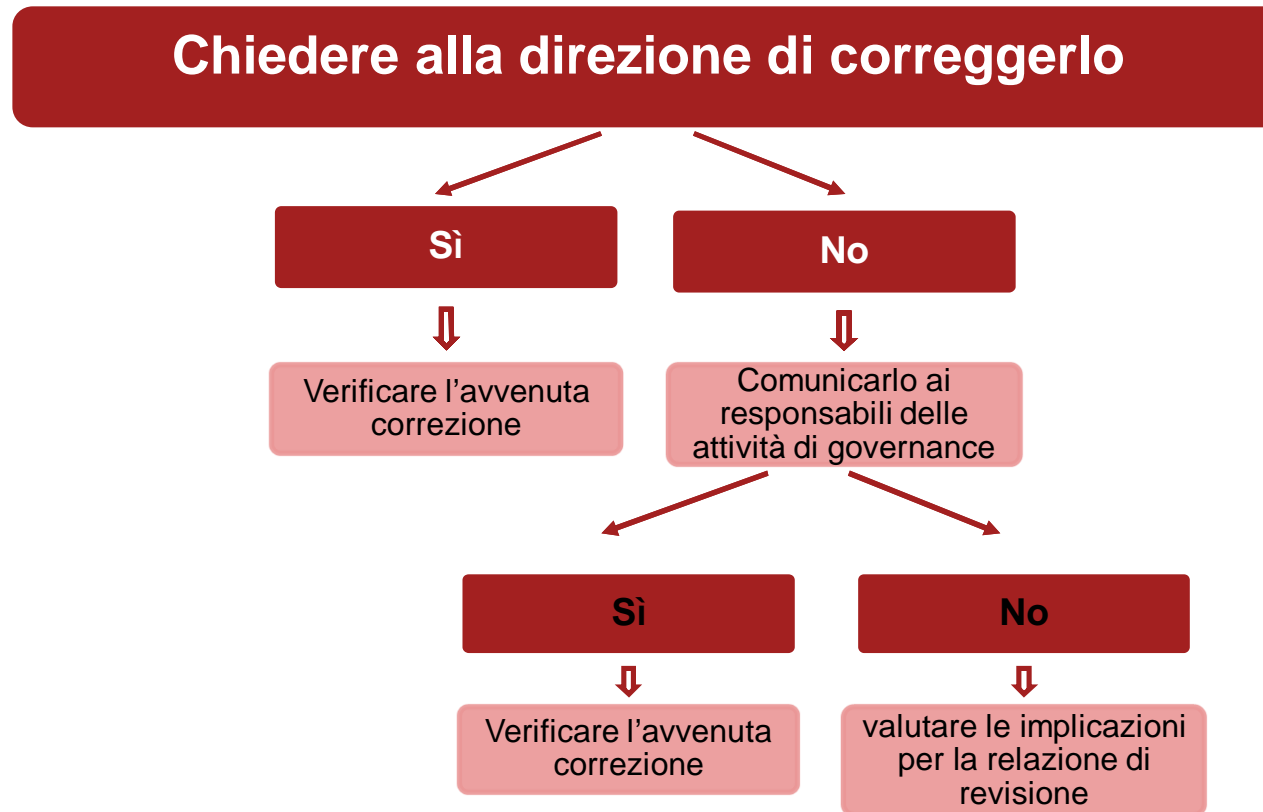 Chiedere alla direzione di correggerlo
Sì
No
Verificare l’avvenuta
correzione
Comunicarlo ai
responsabili delle
attività di governance
Sì
No
Verificare l’avvenuta
correzione
valutare le implicazioni
per la relazione di
revisione